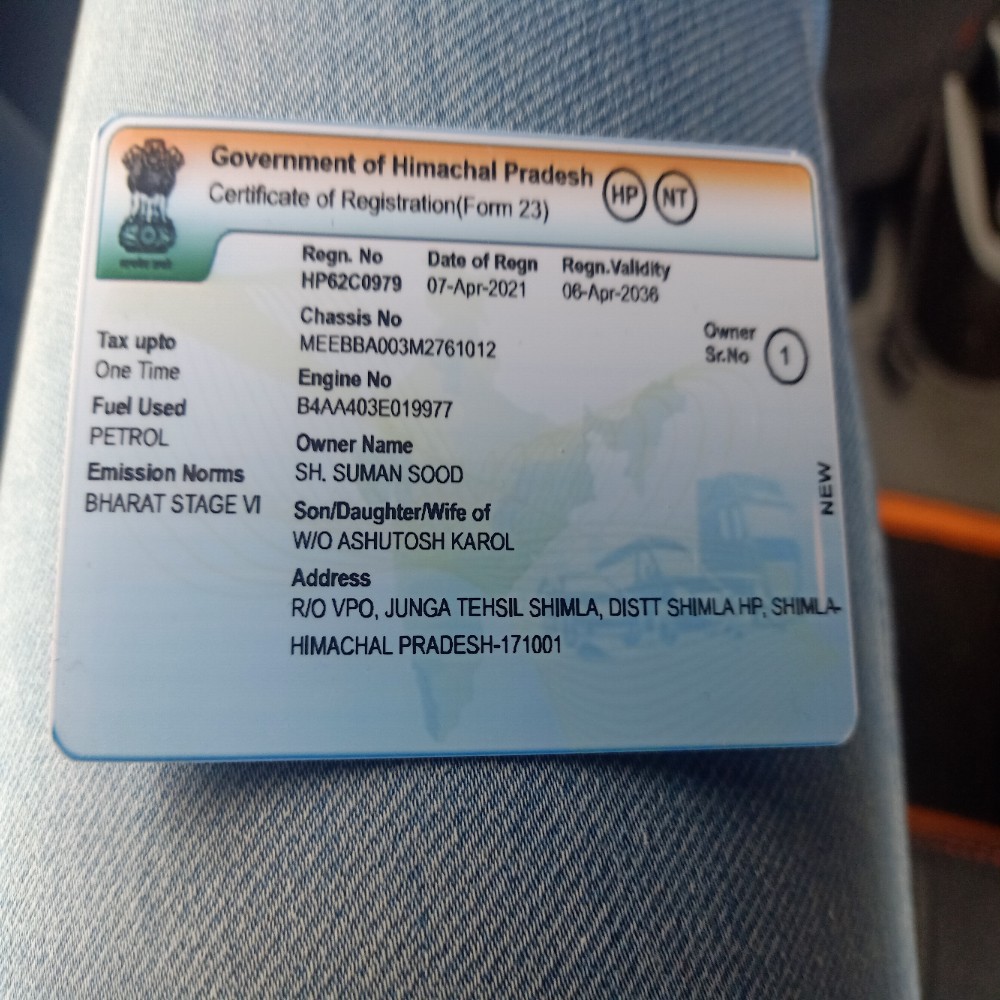 Government of Himachal Pradesh
Certificate of Registration(Form 23)
HP NT
Regn. No Date of Regn Regn.Validity
HP62C0979 07-Apr-2021 06-Apr-2036
Chassis No
MEEBBA003M2761012
Owner
Sr.No 1
Tax upto
One Time
Engine No
B4AA403E019977
Fuel Used
PETROL
Owner Name
SH. SUMAN SOOD
Emission Norms
BHARAT STAGE VI
NEW
Son/Daughter/Wife of
W/O ASHUTOSH KAROL
Address
R/O VPO, JUNGA TEHSIL SHIMLA, DISTT SHIMLA HP, SHIMLA-
HIMACHAL PRADESH-171001